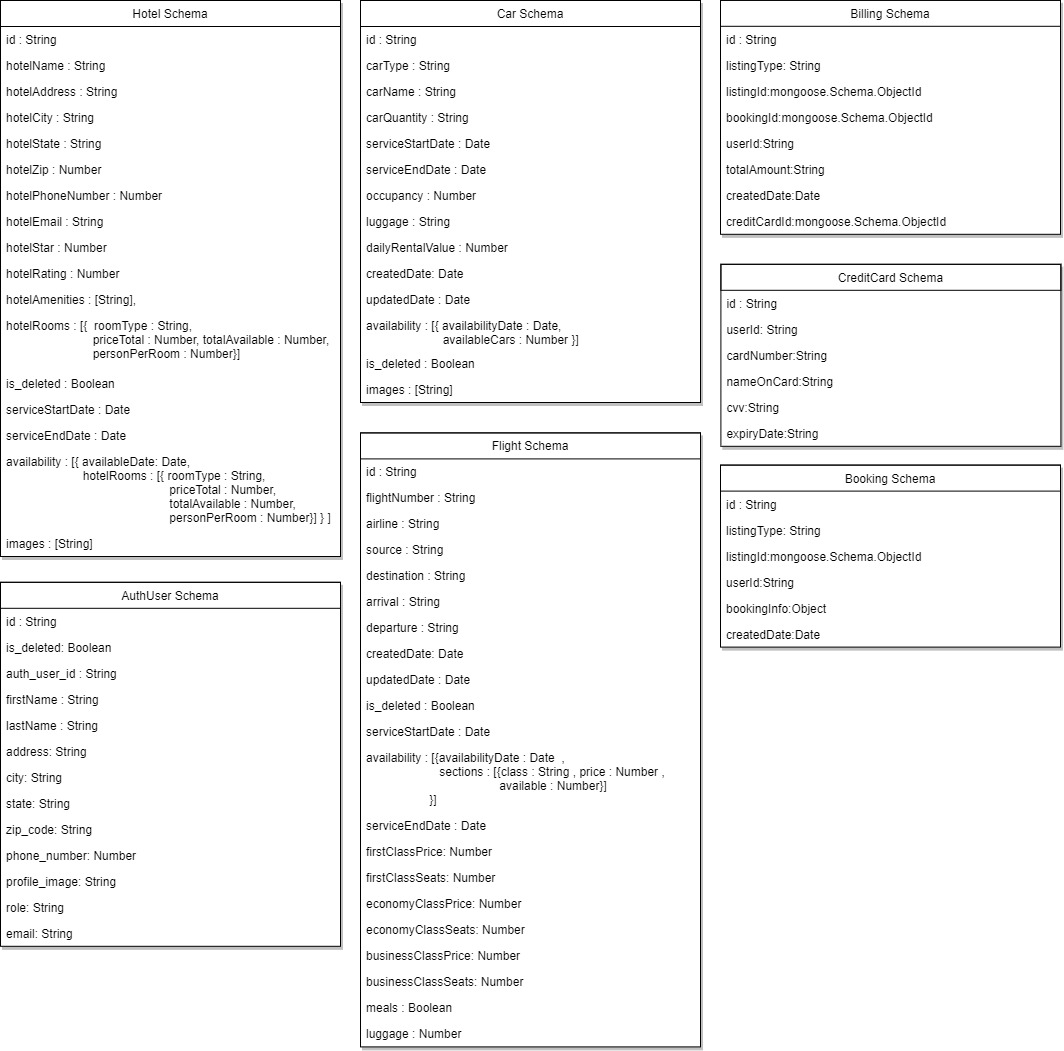 Hotel Schema
id : String
hotelName : String
hotelAddress : String
hotelCity : String
hotelState : String
hotelZip : Number
hotelPhoneNumber : Number
hotelEmail : String
hotelStar : Number
hotelRating : Number
hotelAmenities : [String],
hotelRooms : [{ roomType : String,
priceTotal : Number, totalAvailable : Number,
personPerRoom : Number}]
is_deleted : Boolean
serviceStartDate : Date
serviceEndDate : Date
availability : [{ availableDate: Date,
hotelRooms : [{ roomType : String,
priceTotal : Number,
totalAvailable : Number,
personPerRoom : Number}] } ]
images : [String]
AuthUser Schema
id : String
is_deleted: Boolean
auth_user_id : String
firstName : String
lastName : String
address: String
city: String
state: String
zip_code: String
phone_number: Number
profile_image: String
role: String
email: String
Car Schema
id : String
carType : String
carName : String
carQuantity : String
serviceStartDate : Date
serviceEndDate : Date
occupancy : Number
luggage : String
dailyRentalValue : Number
createdDate: Date
updatedDate : Date
availability : [{ availabilityDate : Date,
availableCars : Number }]
is_deleted : Boolean
images : [String]
Flight Schema
id : String
flightNumber : String
airline : String
source : String
destination : String
arrival : String
departure : String
createdDate: Date
updatedDate : Date
is_deleted : Boolean
serviceStartDate : Date
availability : [{availabilityDate : Date ,
sections : [{class : String , price : Number ,
available : Number}]
}]
serviceEndDate : Date
firstClassPrice: Number
firstClassSeats: Number
economyClassPrice: Number
economyClassSeats: Number
businessClassPrice: Number
businessClassSeats: Number
meals : Boolean
luggage : Number
Billing Schema
id : String
listingType: String
listingId:mongoose.Schema.ObjectId
bookingId:mongoose.Schema.ObjectId
userId:String
totalAmount:String
createdDate:Date
creditCardId:mongoose.Schema.ObjectId
CreditCard Schema
id : String
userId: String
cardNumber:String
nameOnCard:String
cvv:String
expiryDate:String
Booking Schema
id : String
listingType: String
listingId:mongoose.Schema.ObjectId
userId:String
bookingInfo:Object
createdDate:Date